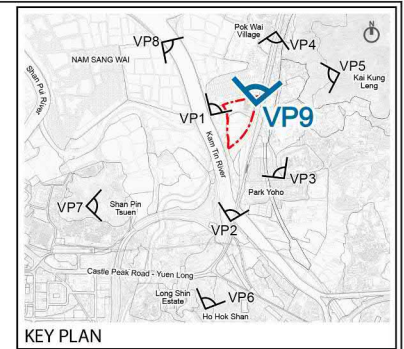 Pok Wai
Village
N
VP8
VP4
NAM SANG WAI
VP5
Kai Kung
Leng
Shan Pui River
VP9
VP1
Kam Tin River
VP3
Park Yoho
VP7
Shan Pin
Tsuen
VP2
Castle Peak Road - Yuen Long
Long Shin
Estate
VP6
Ho Hok Shan
KEY PLAN